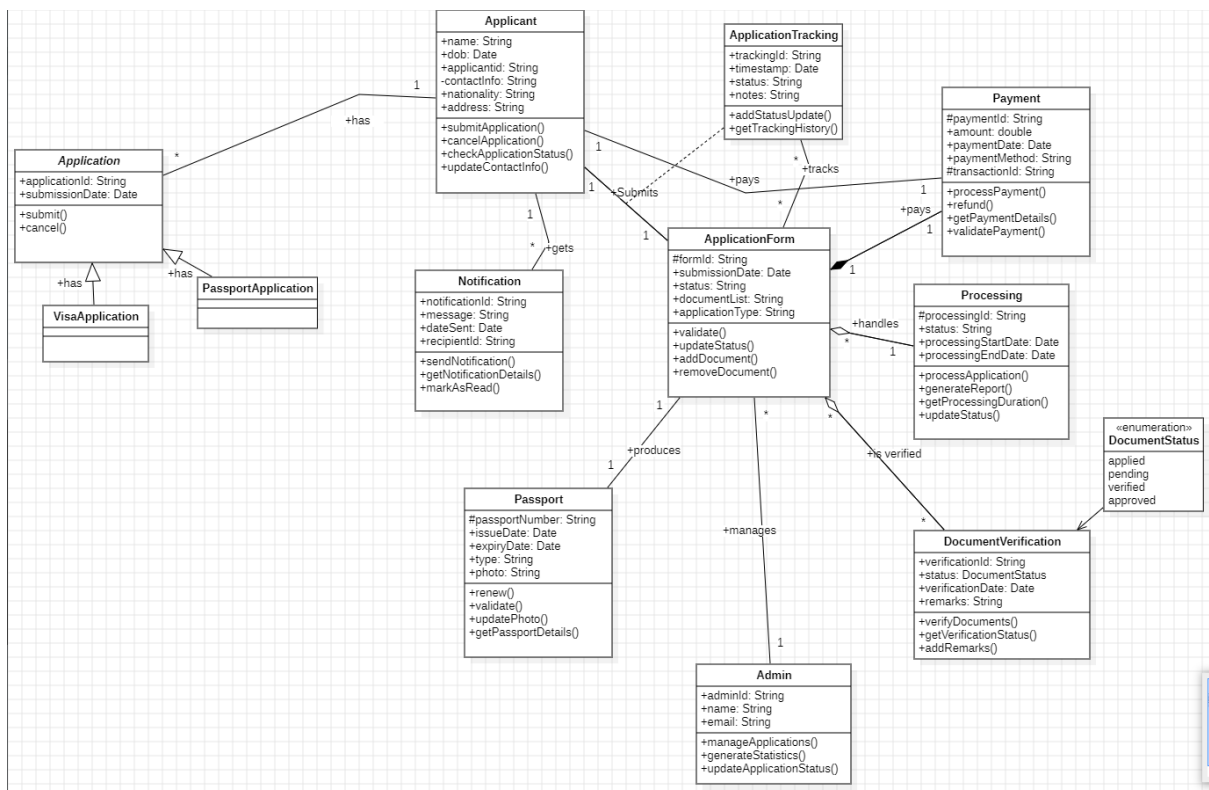 Applicant
+name: String
+dob: Date
+applicantid: String
-contactInfo: String
+nationality: String
+address: String
+submitApplication()
+cancelApplication()
+checkApplicationStatus()
+updateContactInfo()
ApplicationTracking
+trackingId: String
+timestamp: Date
+status: String
+notes: String
+addStatusUpdate()
+getTrackingHistory()
Payment
#paymentId: String
+amount: double
+paymentDate: Date
+paymentMethod: String
#transactionId: String
+processPayment()
+refund()
+getPaymentDetails()
+validatePayment()
1
+has
*
Application
+applicationId: String
+submissionDate: Date
+submit()
+cancel()
+has
+has
VisaApplication
PassportApplication
1
+pays
1
1
+Submits
1
*
+tracks
*
+pays
1
1
1
*
+gets
Notification
+notificationId: String
+message: String
+dateSent: Date
+recipientId: String
+sendNotification()
+getNotificationDetails()
+markAsRead()
ApplicationForm
#formId: String
+submissionDate: Date
+status: String
+documentList: String
+applicationType: String
+validate()
+updateStatus()
+addDocument()
+removeDocument()
+handles
*
1
Processing
#processingId: String
+status: String
+processingStartDate: Date
+processingEndDate: Date
+processApplication()
+generateReport()
+getProcessingDuration()
+updateStatus()
1
+produces
1
*
+manages
1
*
+is verified
*
«enumeration»
DocumentStatus
applied
pending
verified
approved
Passport
#passportNumber: String
+issueDate: Date
+expiryDate: Date
+type: String
+photo: String
+renew()
+validate()
+updatePhoto()
+getPassportDetails()
DocumentVerification
+verificationId: String
+status: DocumentStatus
+verificationDate: Date
+remarks: String
+verifyDocuments()
+getVerificationStatus()
+addRemarks()
Admin
+adminId: String
+name: String
+email: String
+manageApplications()
+generateStatistics()
+updateApplicationStatus()